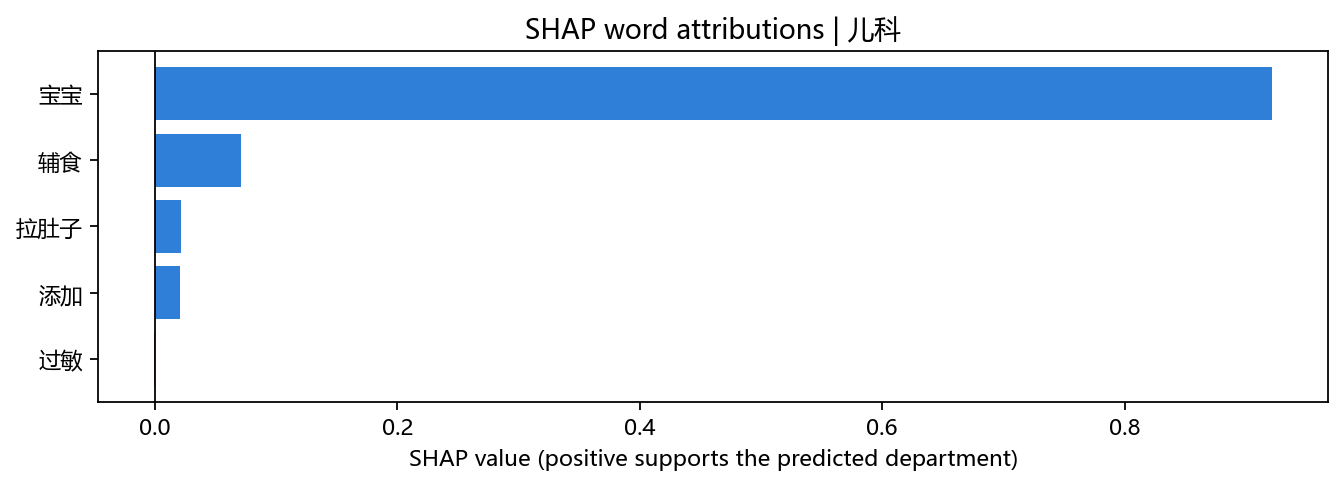 SHAP word attributions | 儿科
宝宝
辅食
拉肚子
添加
过敏
0.0 0.2 0.4 0.6 0.8
SHAP value (positive supports the predicted department)